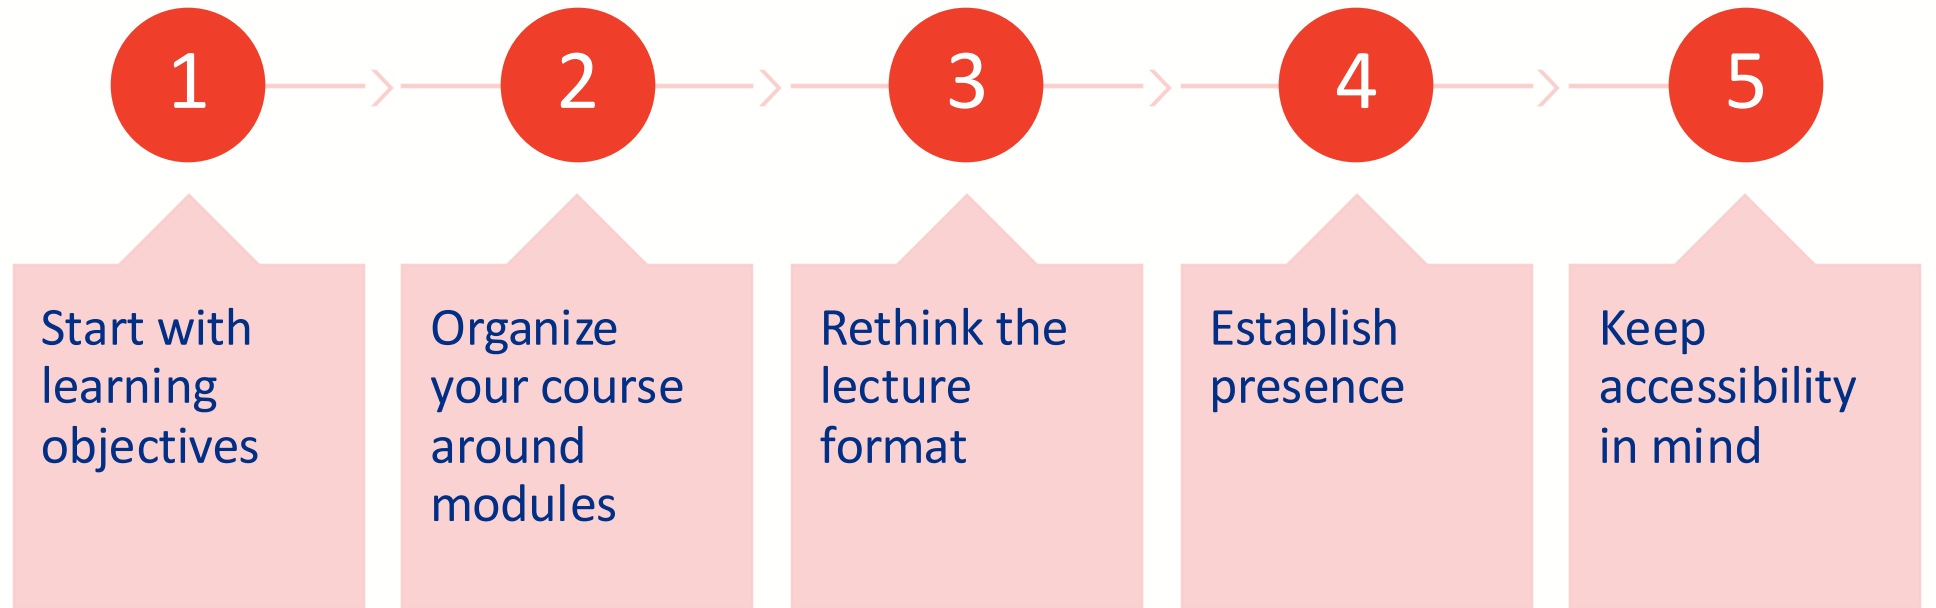 1
2
3
4
5
Start with
learning
objectives
Organize
your course
around
modules
Rethink the
lecture
format
Establish
presence
Keep
accessibility
in mind